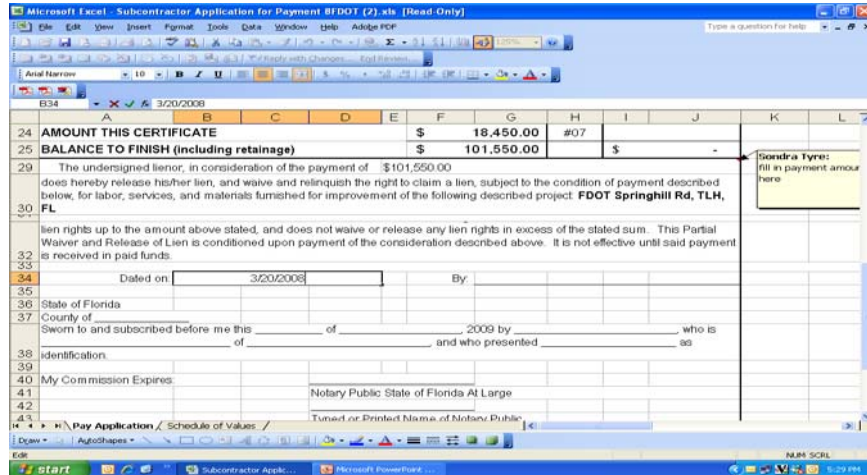 Microsoft Excel - Subcontractor Application for Payment BFDOT (2).xls [Read-Only]
File Edit View Insert Format Tools Data Window Help Adobe PDF
Type a question for help
125%
Reply with Changes... End Review...
Arial Narrow 10 B I U
B34 3/20/2008
A B C D E F G H I J K L
24 AMOUNT THIS CERTIFICATE $ 18,450.00 #07
25 BALANCE TO FINISH (including retainage) $ 101,550.00 $ -
Sondra Tyre:
fill in payment amour
here
29 The undersigned lienor, in consideration of the payment of $101,550.00
does hereby release his/her lien, and waive and relinquish the right to claim a lien, subject to the condition of payment described
below, for labor, services, and materials furnished for improvement of the following described project: FDOT Springhill Rd, TLH,
30 FL
lien rights up to the amount above stated, and does not waive or release any lien rights in excess of the stated sum. This Partial
Waiver and Release of Lien is conditioned upon payment of the consideration described above. It is not effective until said payment
32 is received in paid funds.
33
34 Dated on: 3/20/2008 By:
35
36 State of Florida
37 County of
Sworn to and subscribed before me this of , 2009 by , who is
of , and who presented as
38 identification.
39
40 My Commission Expires:
41 Notary Public State of Florida At Large
42
43 Typed or Printed Name of Notary Public
Pay Application / Schedule of Values /
Draw AutoShapes
Edit NUM SCRL
start Subcontractor Applic... Microsoft PowerPoint ... 5:29 PM